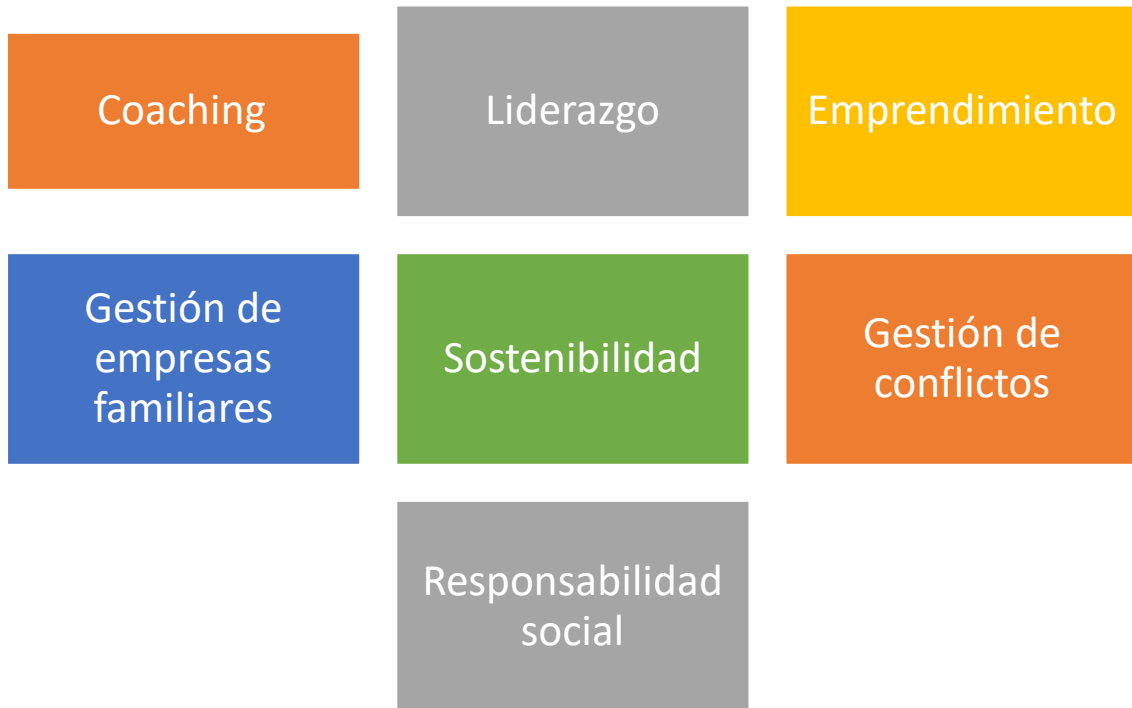 Coaching
Liderazgo
Emprendimiento
Gestión de
empresas
familiares
Sostenibilidad
Gestión de
conflictos
Responsabilidad
social